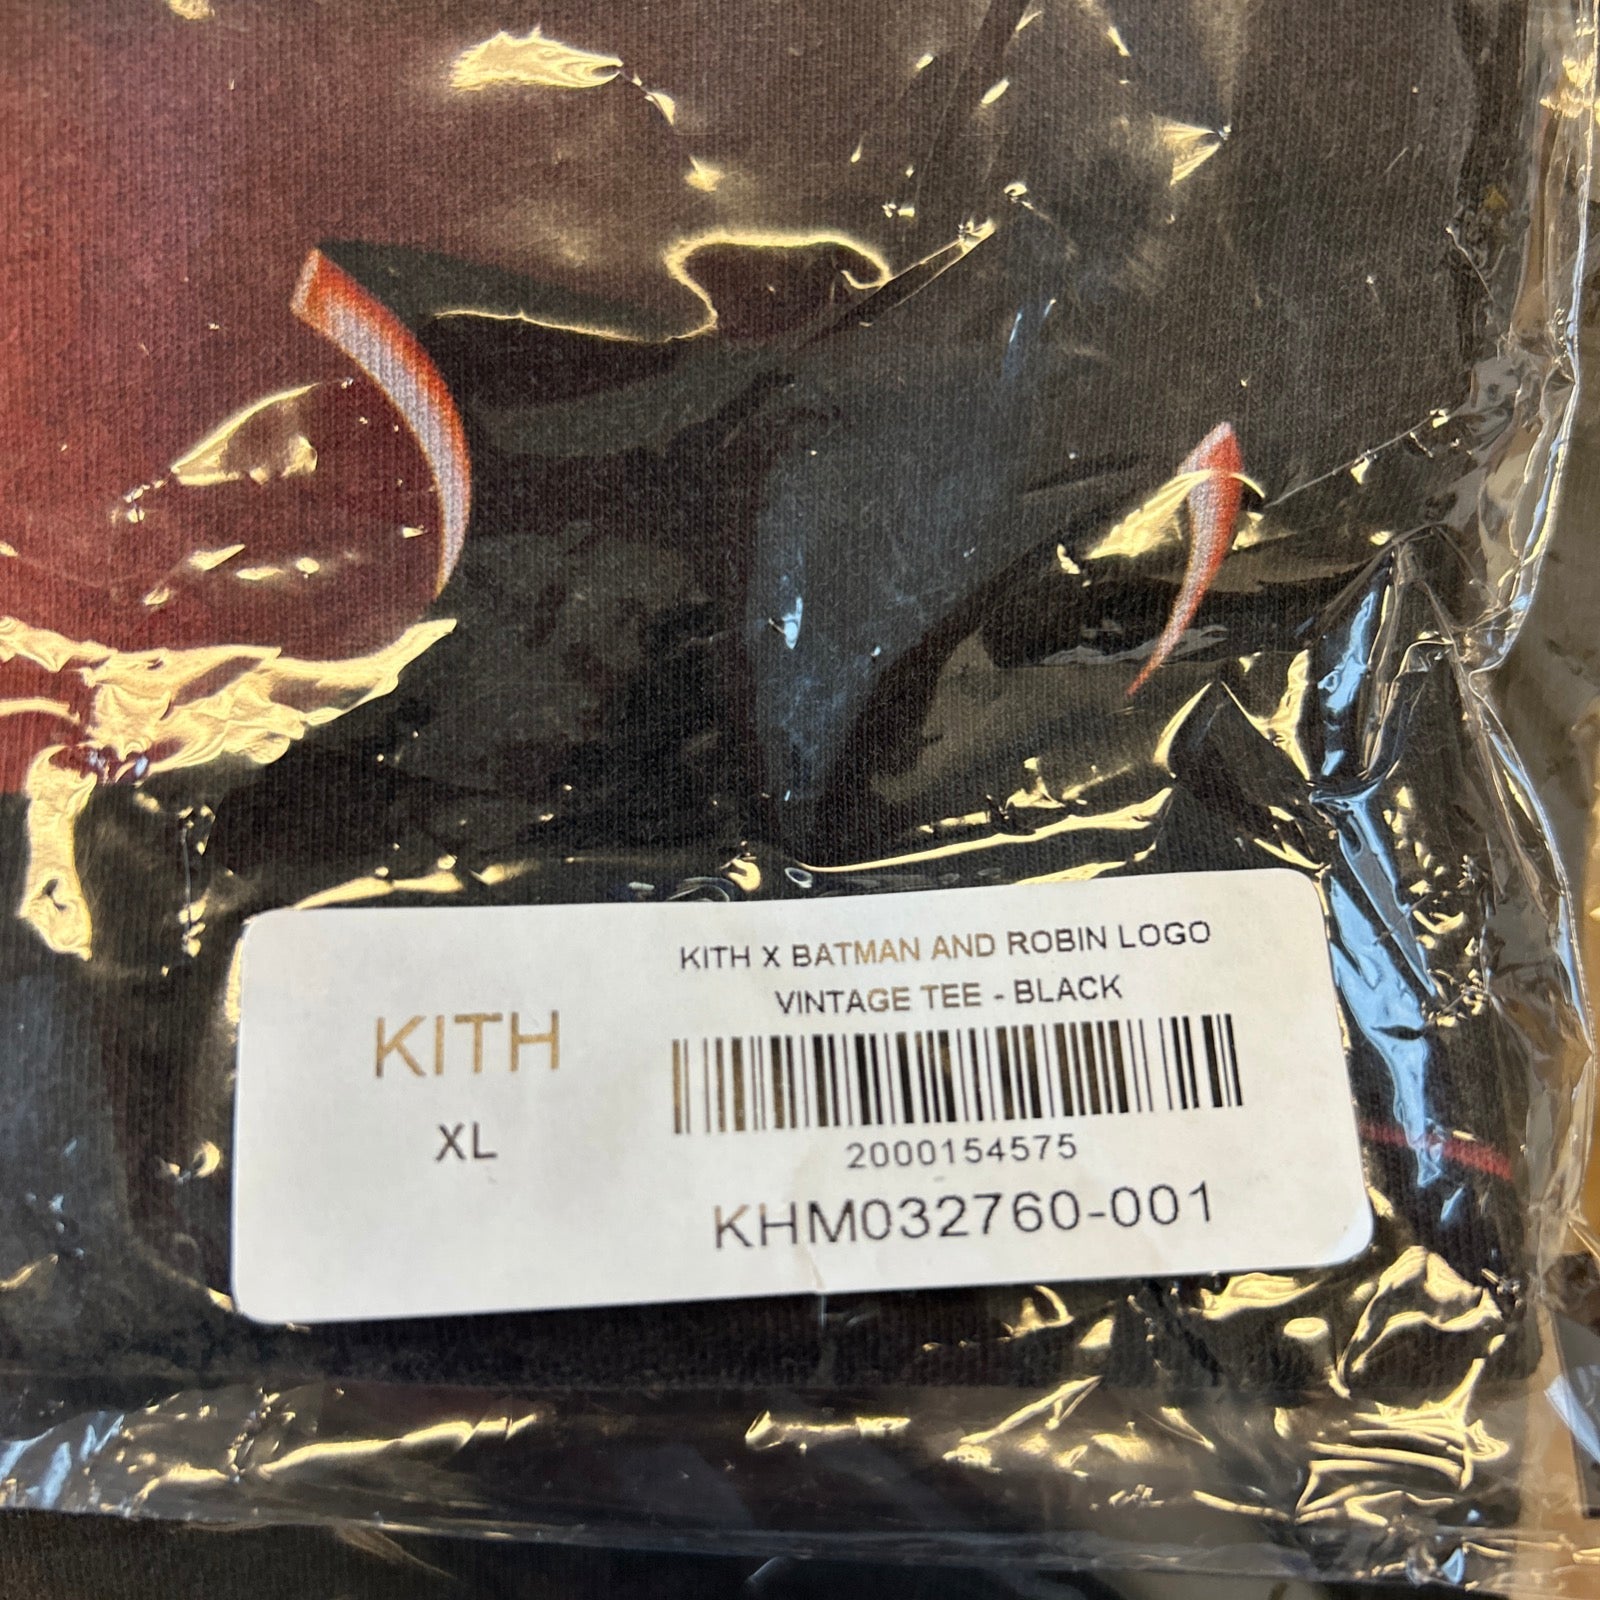 KITH
XL
KITH X BATMAN AND ROBIN LOGO
VINTAGE TEE - BLACK
2000154575
KHM032760-001